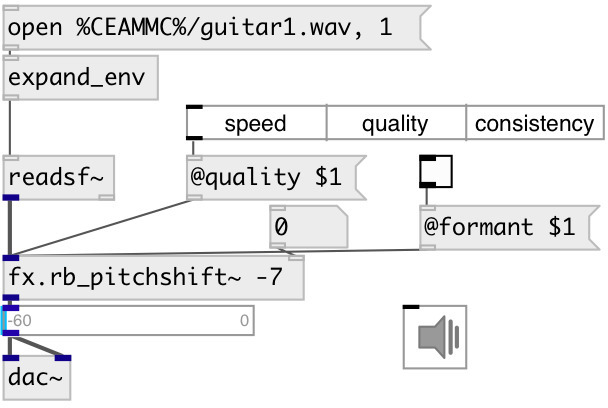 open %CEAMMC%/guitar1.wav, 1
expand_env
speed quality consistency
readsf~
@quality $1
0
@formant $1
fx.rb_pitchshift~ -7
-60 0
dac~